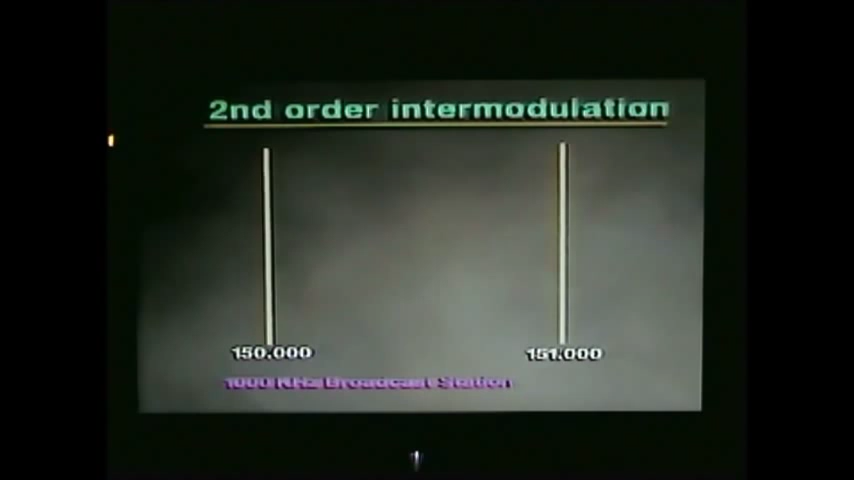 2nd order intermodulation
150.000 151.000
1000 KHz Broadcast Station